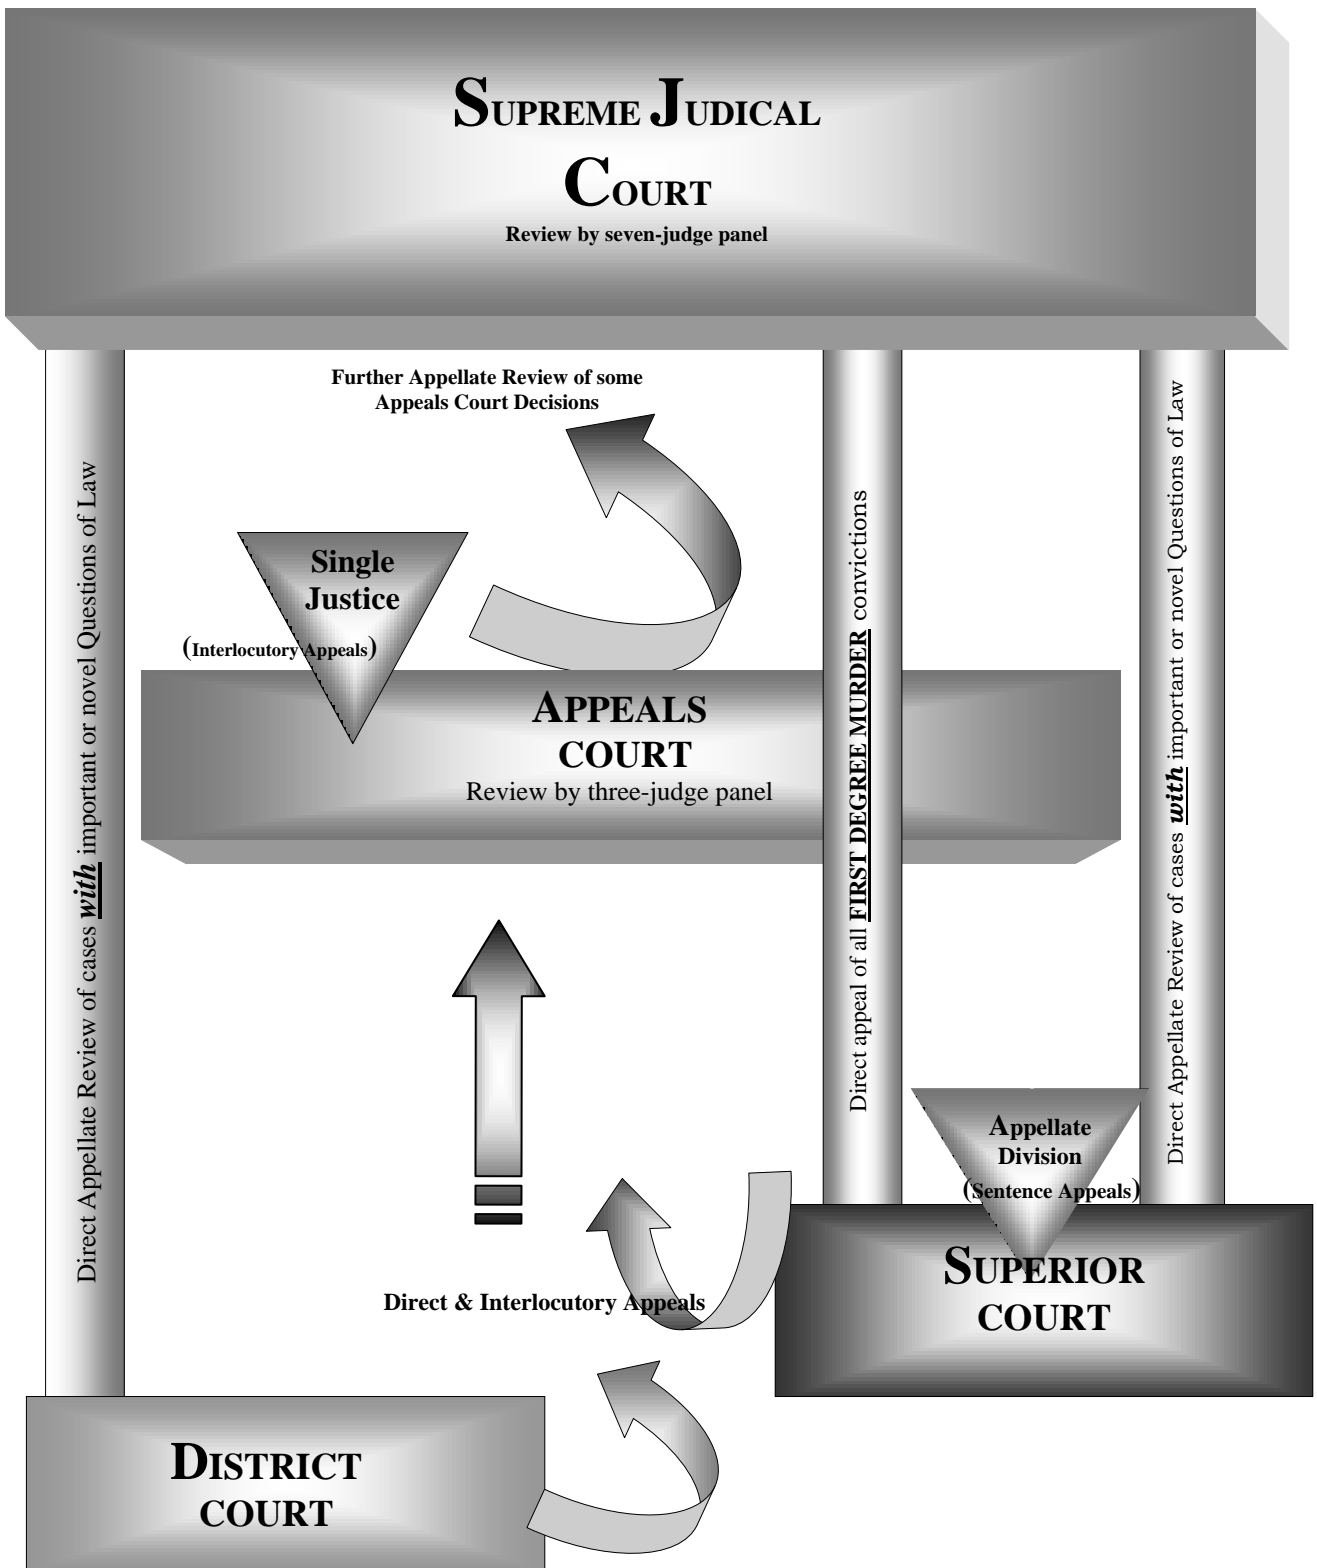 SUPREME JUDICAL
COURT
Review by seven-judge panel
Further Appellate Review of some
Appeals Court Decisions
Direct Appellate Review of cases with important or novel Questions of Law
Single
Justice
(Interlocutory Appeals)
APPEALS
COURT
Review by three-judge panel
Direct appeal of all FIRST DEGREE MURDER convictions
Direct Appellate Review of cases with important or novel Questions of Law
Appellate
Division
(Sentence Appeals)
SUPERIOR
COURT
Direct & Interlocutory Appeals
DISTRICT
COURT